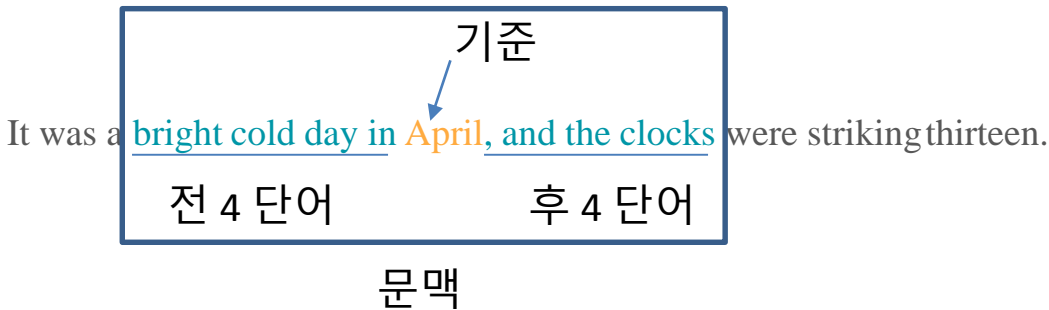 기준
It was a bright cold day in April, and the clocks were striking thirteen.
전 4 단어 후 4 단어
문맥